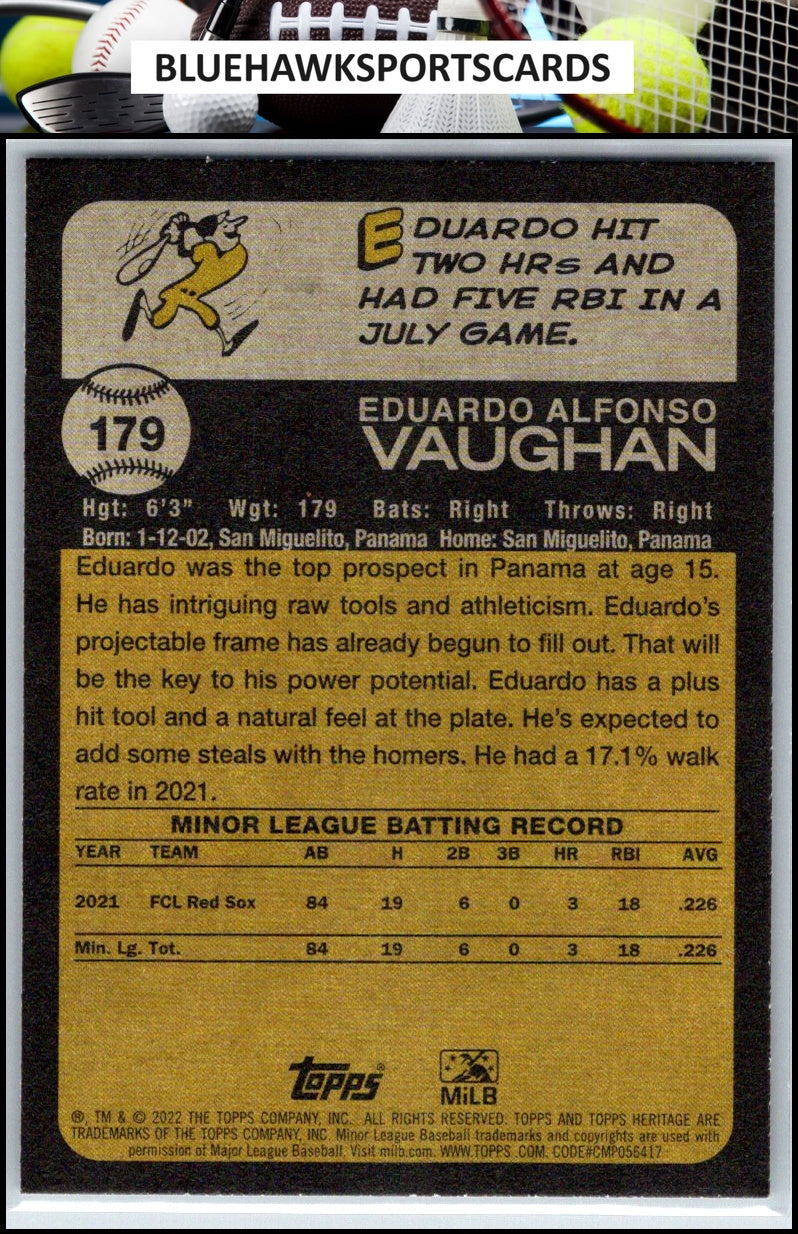 BLUEHAWKSPORTSCARDS
EDUARDO HIT
TWO HRs AND
HAD FIVE RBI IN A
JULY GAME.
179
EDUARDO ALFONSO
VAUGHAN
Hgt: 6'3" Wgt: 179 Bats: Right Throws: Right
Born: 1-12-02, San Miguelito, Panama Home: San Miguelito, Panama
Eduardo was the top prospect in Panama at age 15.
He has intriguing raw tools and athleticism. Eduardo's
projectable frame has already begun to fill out. That will
be the key to his power potential. Eduardo has a plus
hit tool and a natural feel at the plate. He's expected to
add some steals with the homers. He had a 17.1% walk
rate in 2021.
MINOR LEAGUE BATTING RECORD
YEAR TEAM AB H 2B 3B HR RBI AVG
2021 FCL Red Sox 84 19 6 0 3 18 .226
Min. Lg. Tot. 84 19 6 0 3 18 .226
topps® MiLB
®, TM & © 2022 THE TOPPS COMPANY, INC. ALL RIGHTS RESERVED. TOPPS AND TOPPS HERITAGE ARE
TRADEMARKS OF THE TOPPS COMPANY, INC. Minor League Baseball trademarks and copyrights are used with
permission of Major League Baseball. Visit milb.com. WWW.TOPPS.COM. CODE#CMP056417